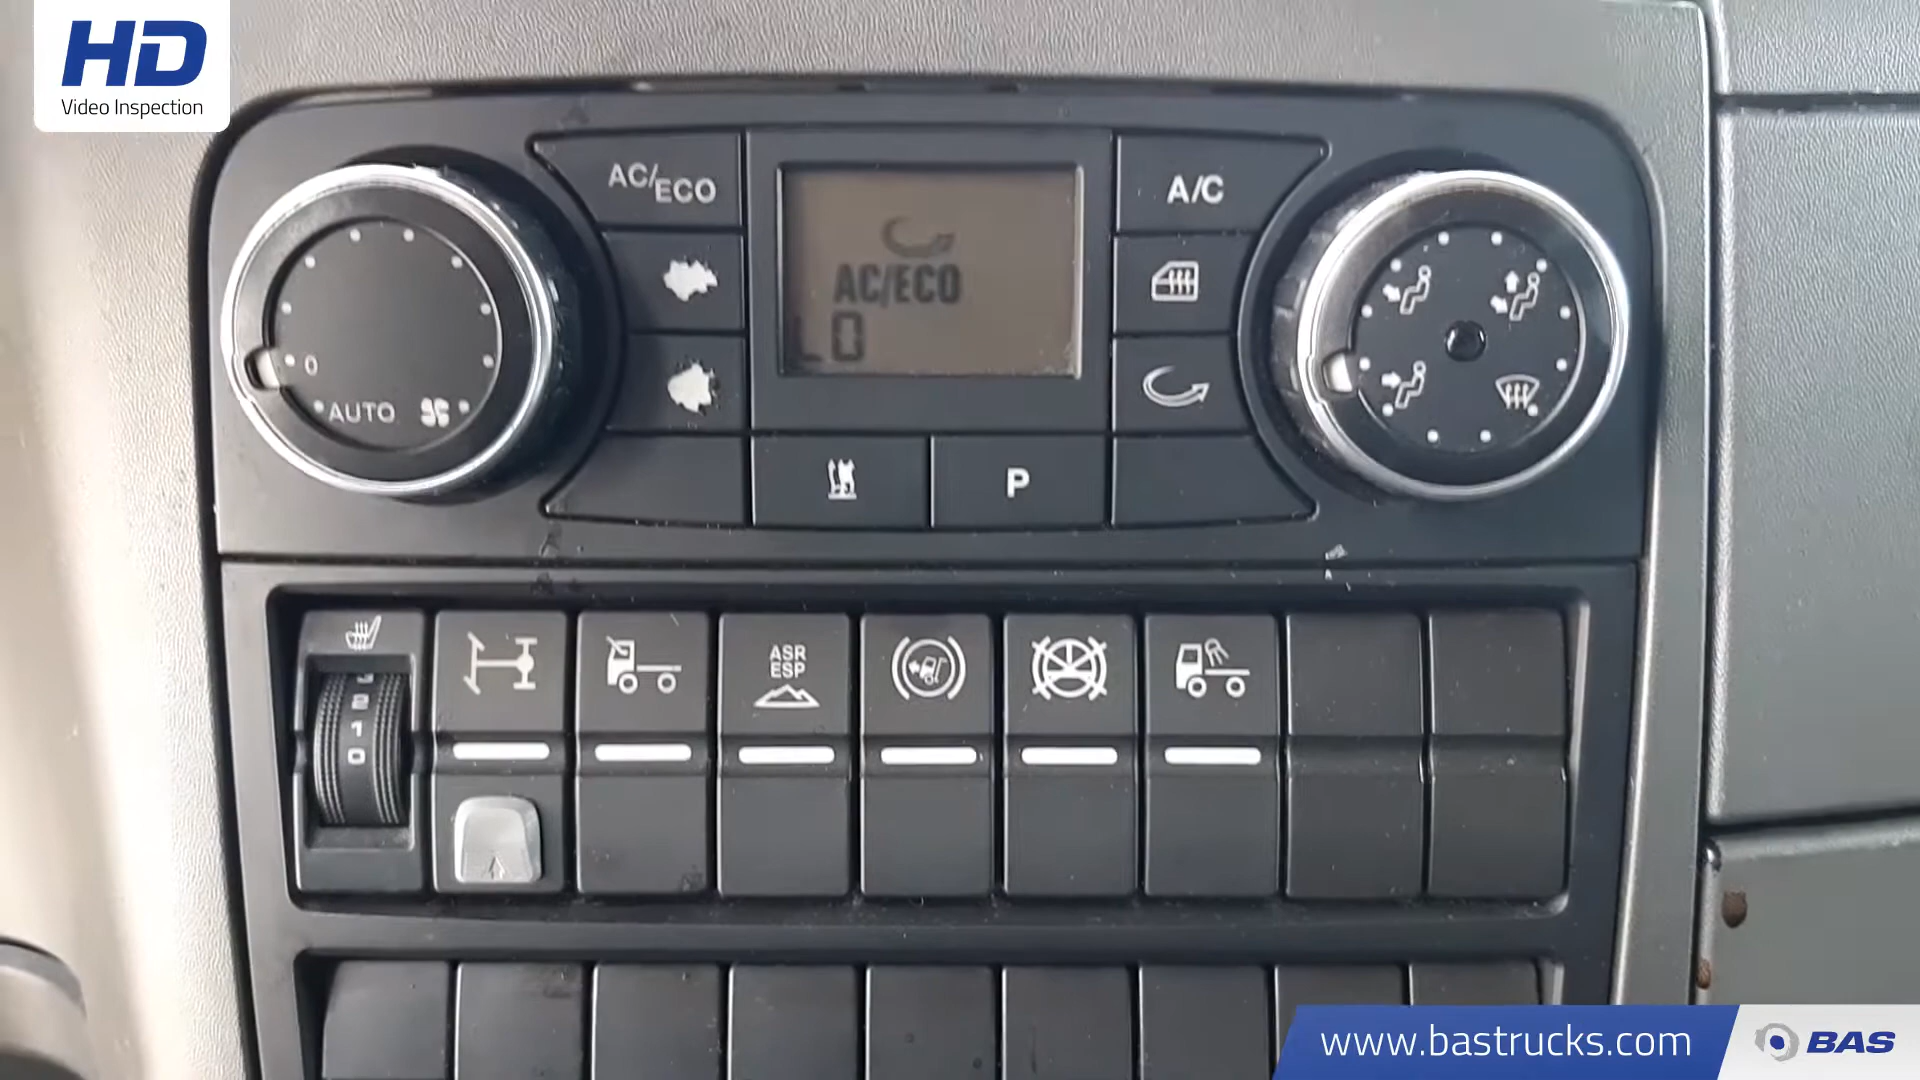 HD
Video Inspection
AC/ECO
A/C
AC/ECO
LO
0
AUTO
P
3
2
1
0
ASR
ESP
www.bastrucks.com
BAS